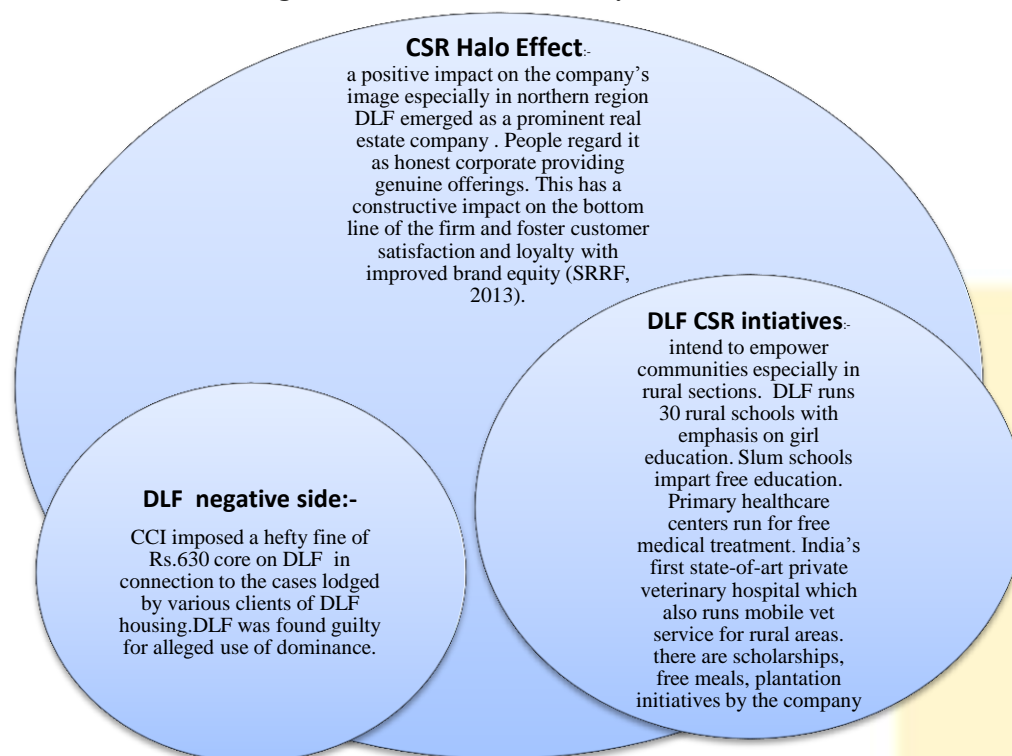 CSR Halo Effect:-
a positive impact on the company's
image especially in northern region
DLF emerged as a prominent real
estate company . People regard it
as honest corporate providing
genuine offerings. This has a
constructive impact on the bottom
line of the firm and foster customer
satisfaction and loyalty with
improved brand equity (SRRF,
2013).
DLF CSR intiatives:-
intend to empower
communities especially in
rural sections. DLF runs
30 rural schools with
emphasis on girl
education. Slum schools
impart free education.
Primary healthcare
centers run for free
medical treatment. India's
first state-of-art private
veterinary hospital which
also runs mobile vet
service for rural areas.
there are scholarships,
free meals, plantation
initiatives by the company
DLF negative side:-
CCI imposed a hefty fine of
Rs.630 core on DLF in
connection to the cases lodged
by various clients of DLF
housing.DLF was found guilty
for alleged use of dominance.